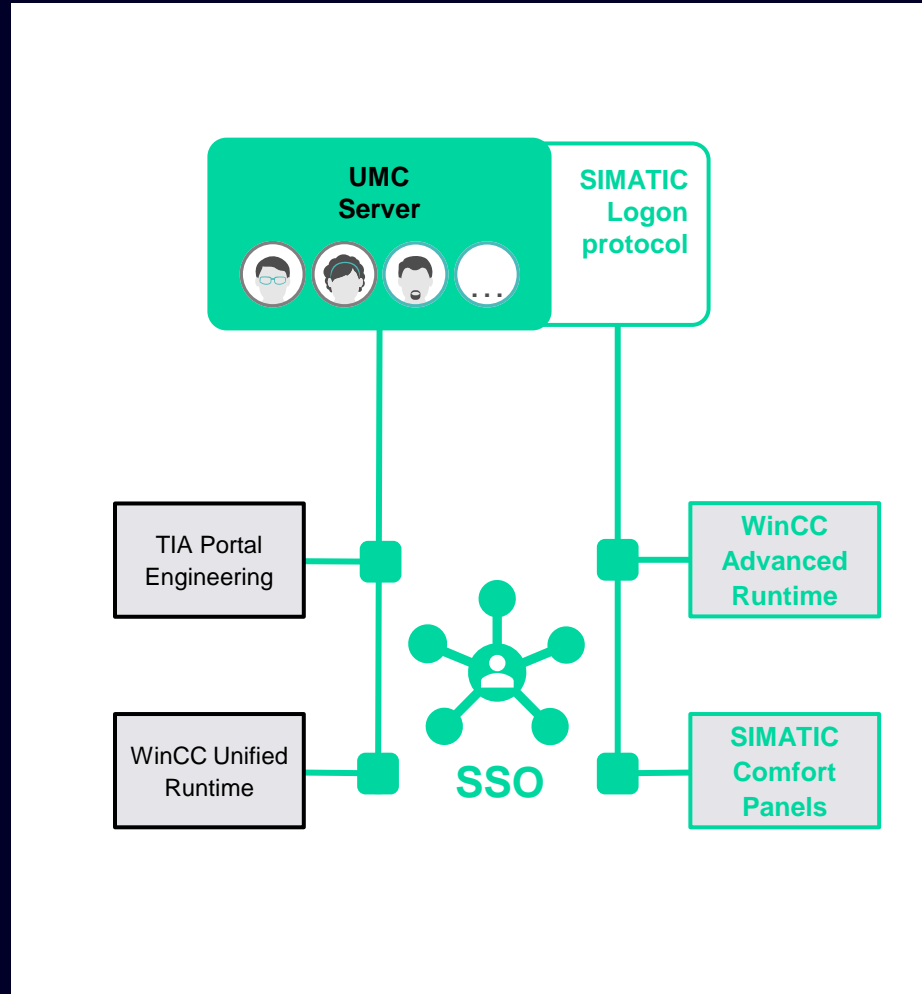 UMC
Server
SIMATIC
Logon
protocol
...
TIA Portal
Engineering
WinCC
Advanced
Runtime
WinCC Unified
Runtime
SSO
SIMATIC
Comfort
Panels